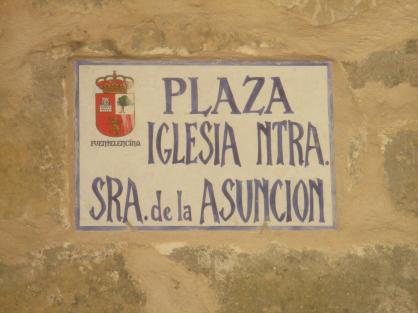 PLAZA
IGLESIA NTRA.
SRA. de la ASUNCION
FUENTELENCINA